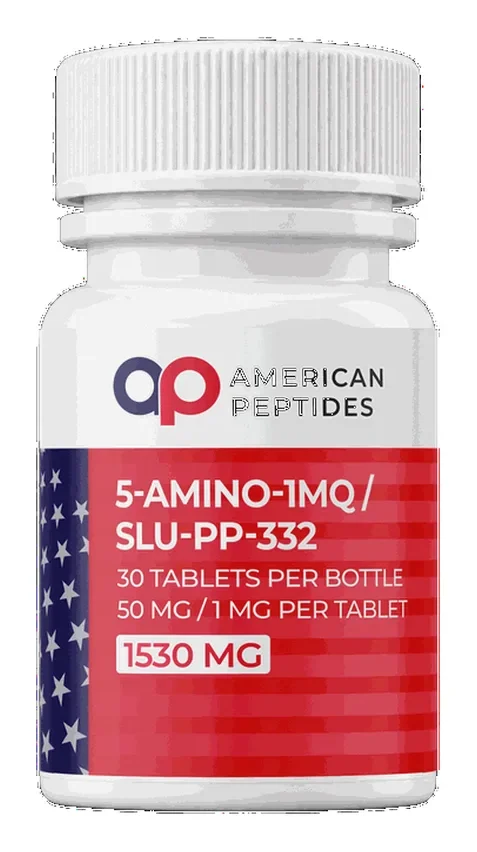 ap AMERICAN
PEPTIDES
5-AMINO-1MQ /
SLU-PP-332
30 TABLETS PER BOTTLE
50 MG / 1 MG PER TABLET
1530 MG